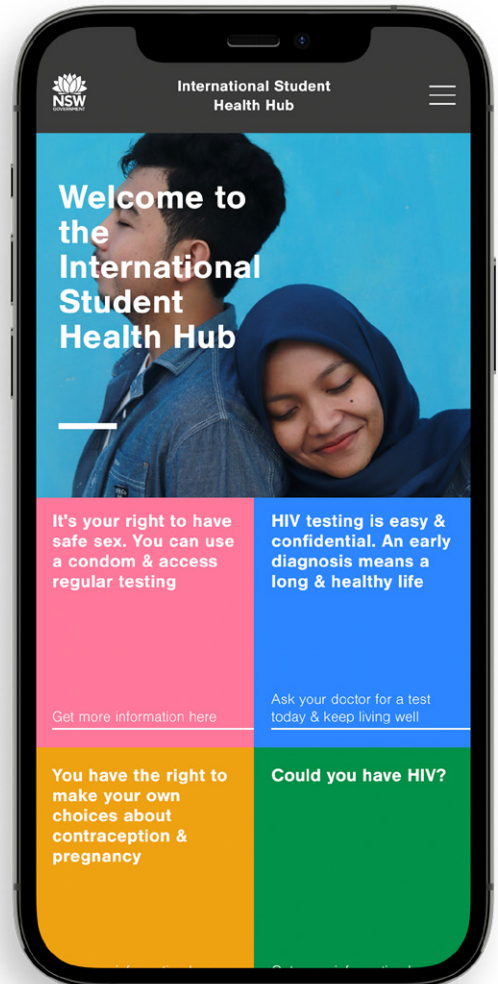 NSW
GOVERNMENT
International Student
Health Hub
Welcome to
the
International
Student
Health Hub
It's your right to have
safe sex. You can use
a condom & access
regular testing
Get more information here
HIV testing is easy &
confidential. An early
diagnosis means a
long & healthy life
Ask your doctor for a test
today & keep living well
You have the right to
make your own
choices about
contraception &
pregnancy
Could you have HIV?